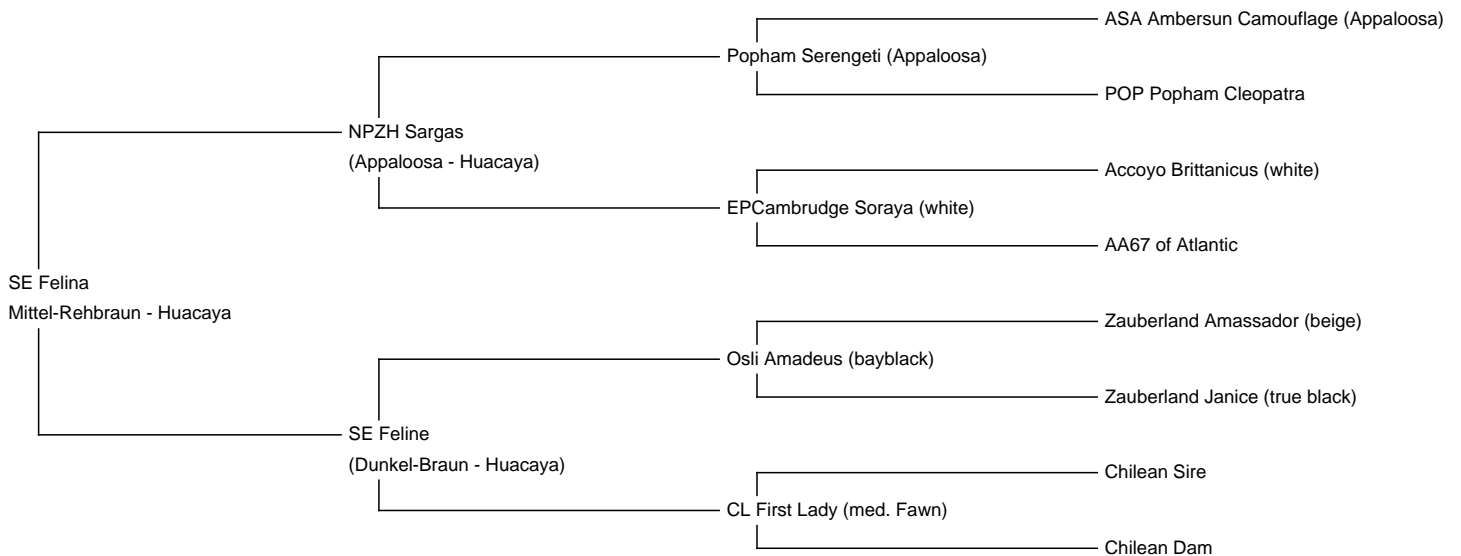 ASA Ambersun Camouflage (Appaloosa)
Popham Serengeti (Appaloosa)
POP Popham Cleopatra
NPZH Sargas
(Appaloosa - Huacaya)
Accoyo Brittanicus (white)
EPCambrudge Soraya (white)
AA67 of Atlantic
SE Felina
Mittel-Rehbraun - Huacaya
Zauberland Amassador (beige)
Osli Amadeus (bayblack)
Zauberland Janice (true black)
SE Feline
(Dunkel-Braun - Huacaya)
Chilean Sire
CL First Lady (med. Fawn)
Chilean Dam